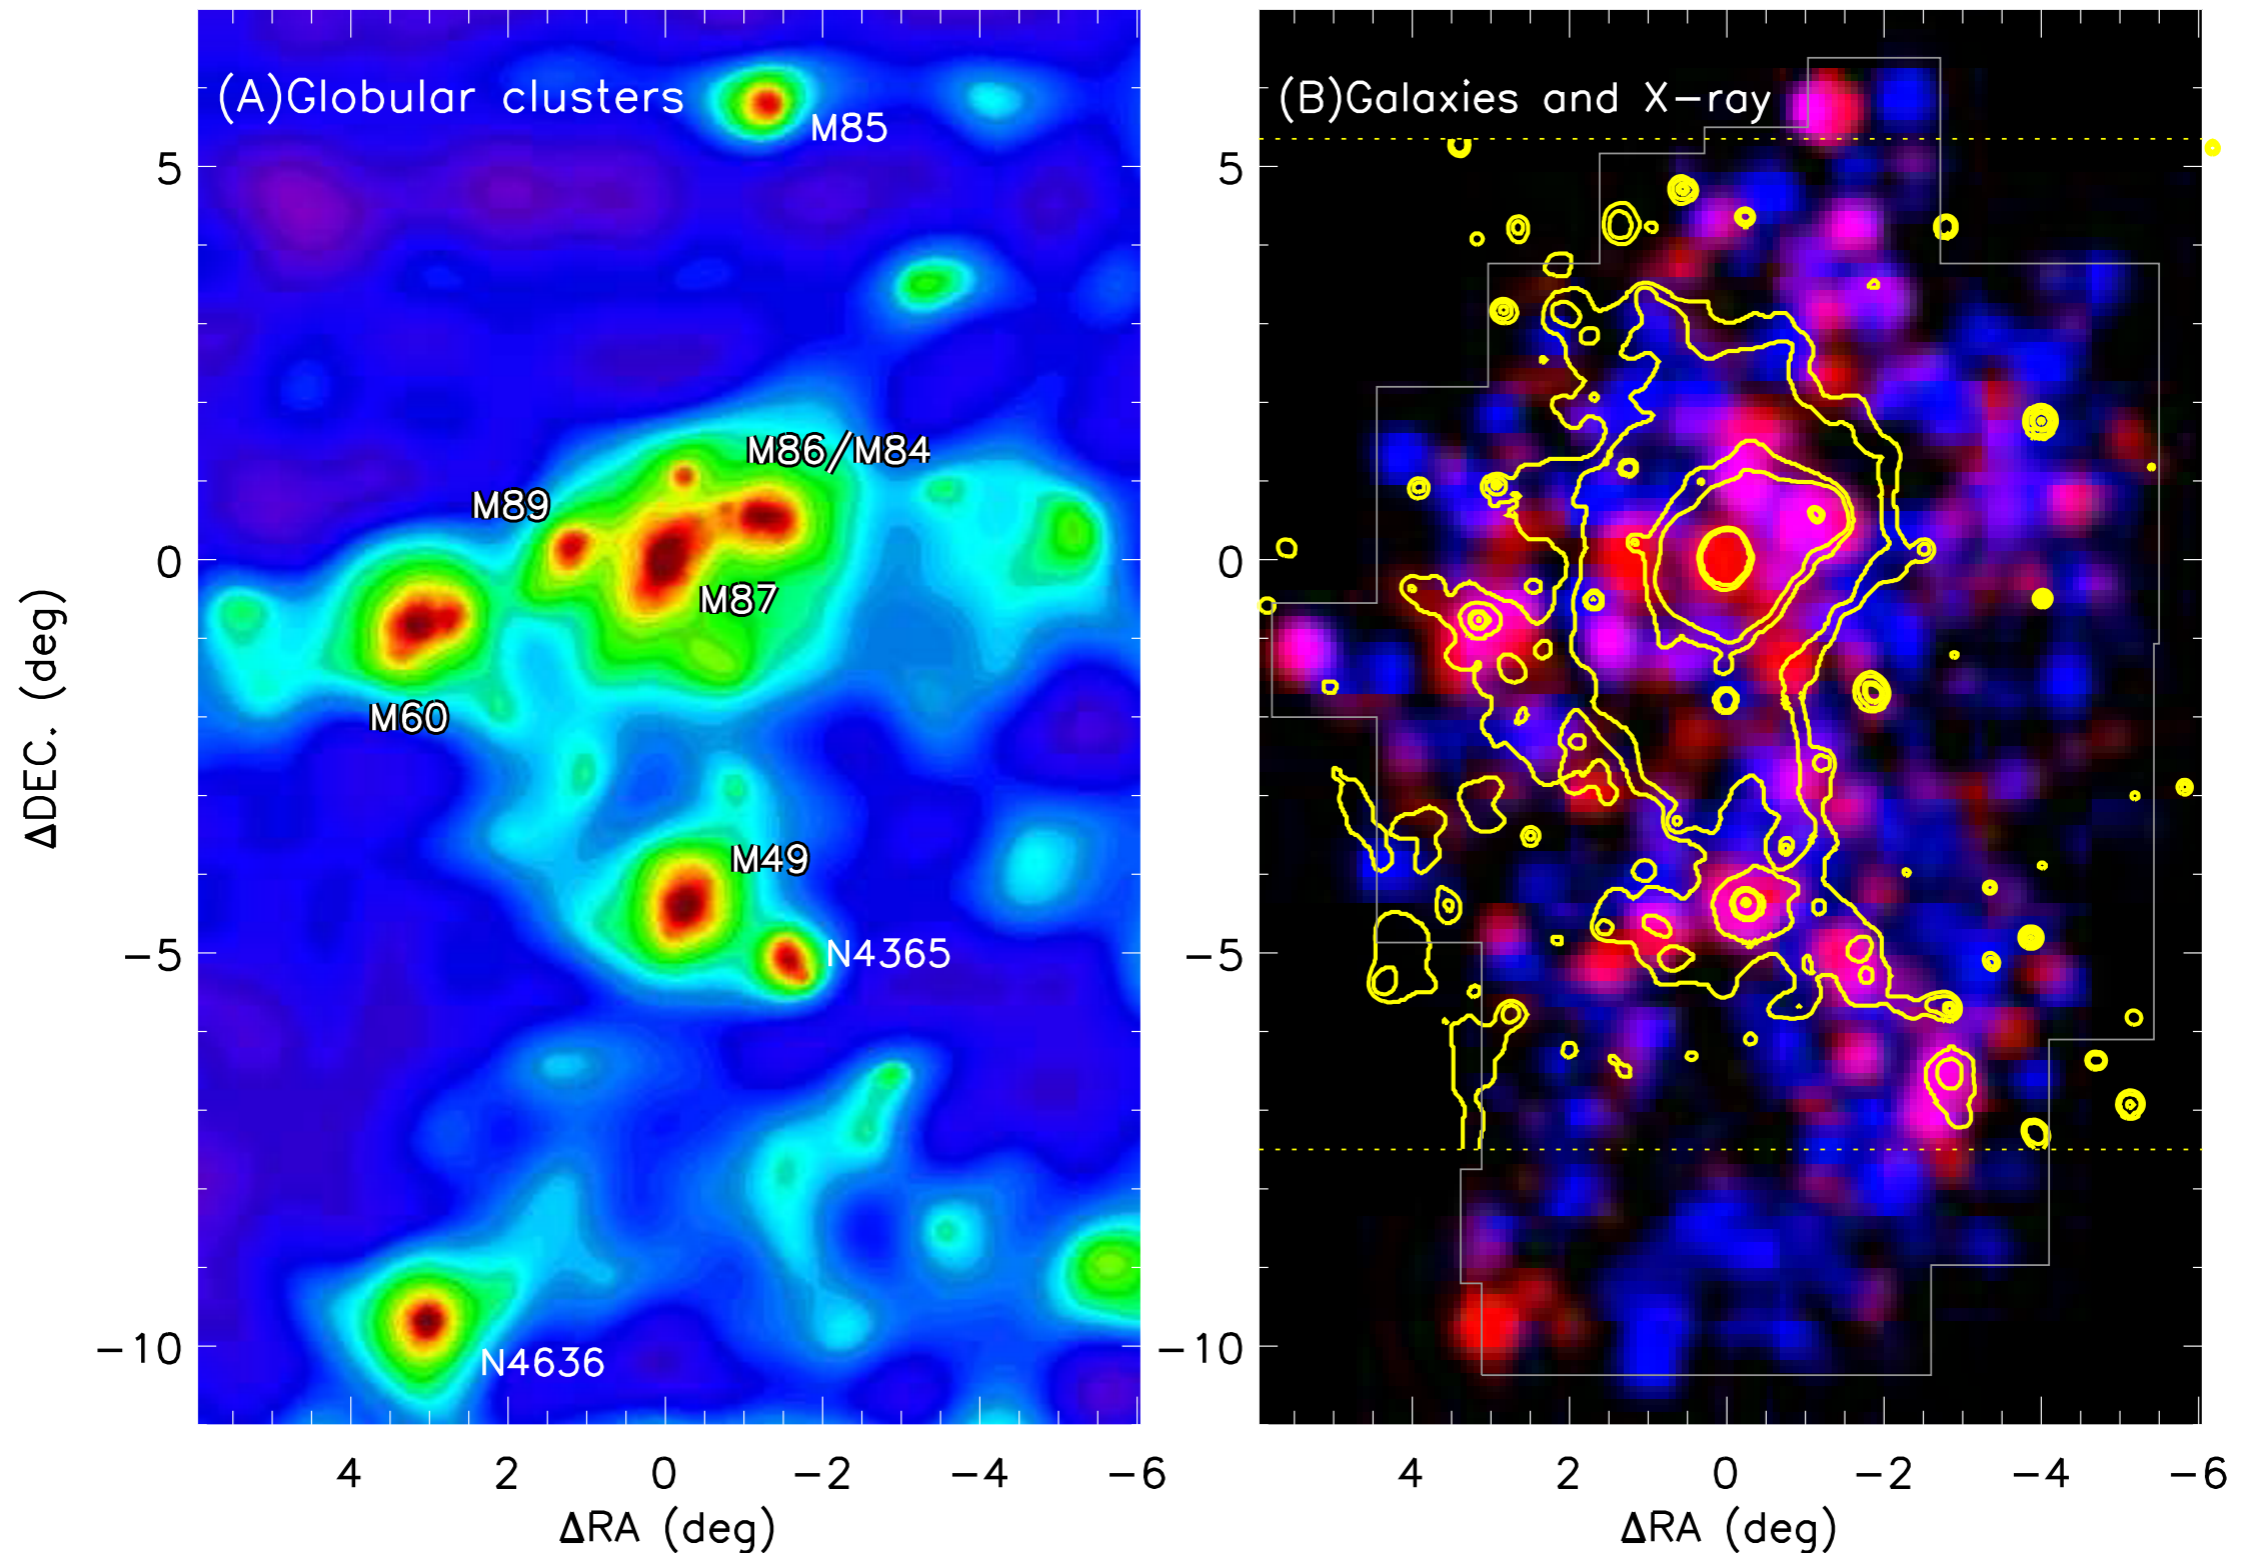 (A)Globular clusters
M85
M86/M84
M89
M87
M60
M49
N4365
N4636
5
0
−5
−10
ΔDEC. (deg)
4 2 0 −2 −4 −6
ΔRA (deg)
(B)Galaxies and X−ray
5
0
−5
−10
4 2 0 −2 −4 −6
ΔRA (deg)